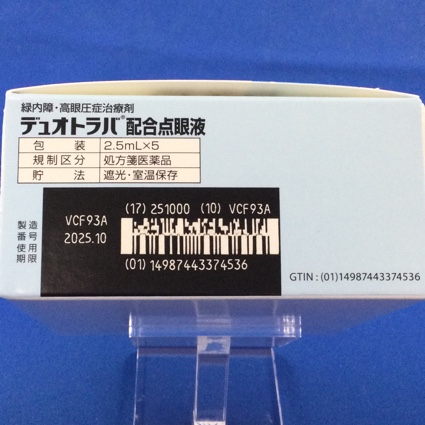 緑内障・高眼圧症治療剤
デュオトラバ®配合点眼液
包装 2.5mL×5
規制区分 処方箋医薬品
貯法 遮光・室温保存
(17) 251000 (10) VCF93A
製造番号 VCF93A
使用期限 2025.10
(01)14987443374536
GTIN : (01)14987443374536